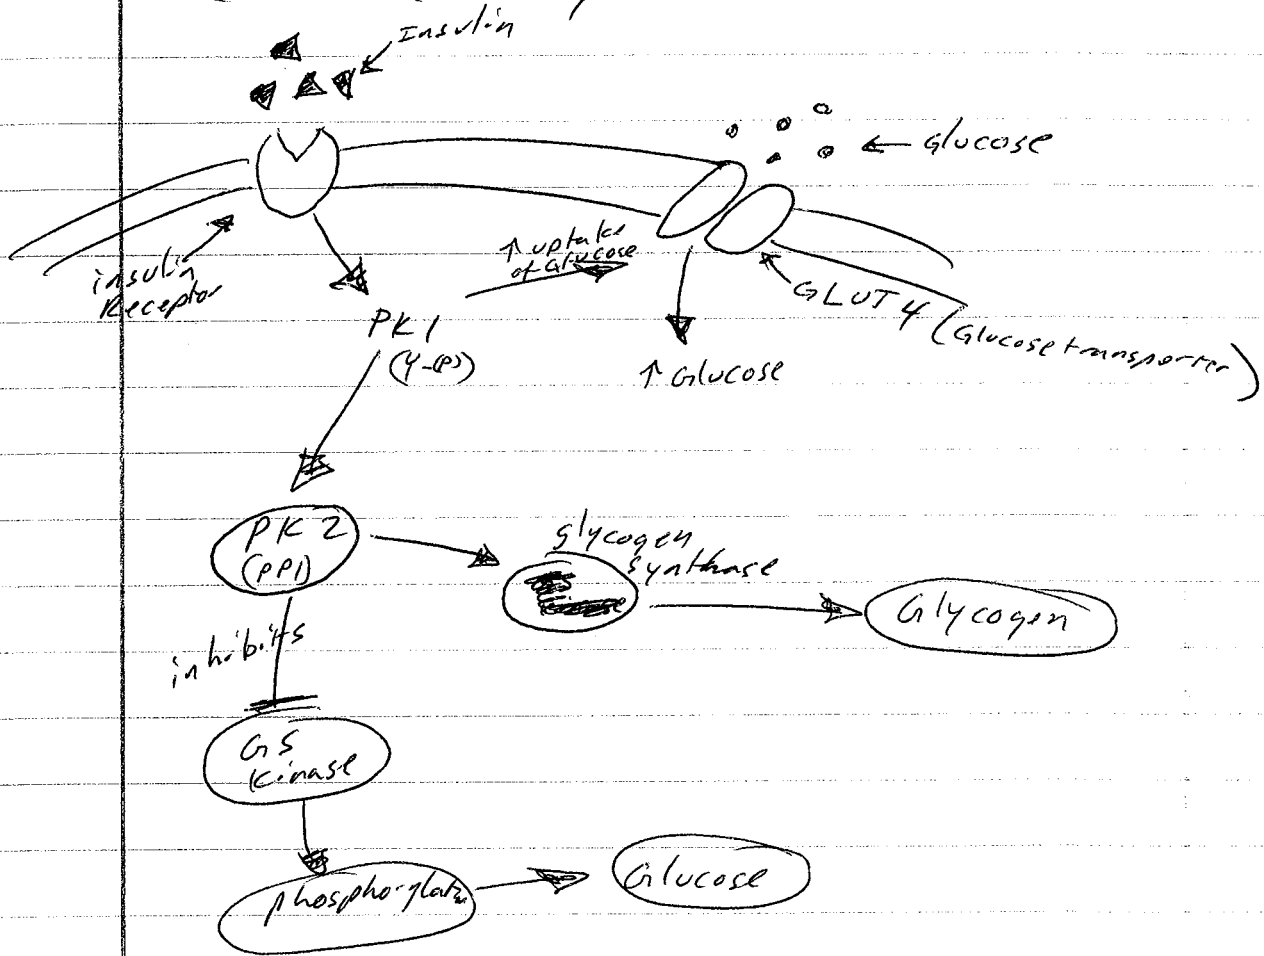 Insulin
Glucose
insulin
Receptor
↑ uptake
of Glucose
GLUT4 (Glucose transporter)
PK1
↑ Glucose
PK2
(PP1)
glycogen
synthase
Glycogen
inhibits
GS
Kinase
Glucose